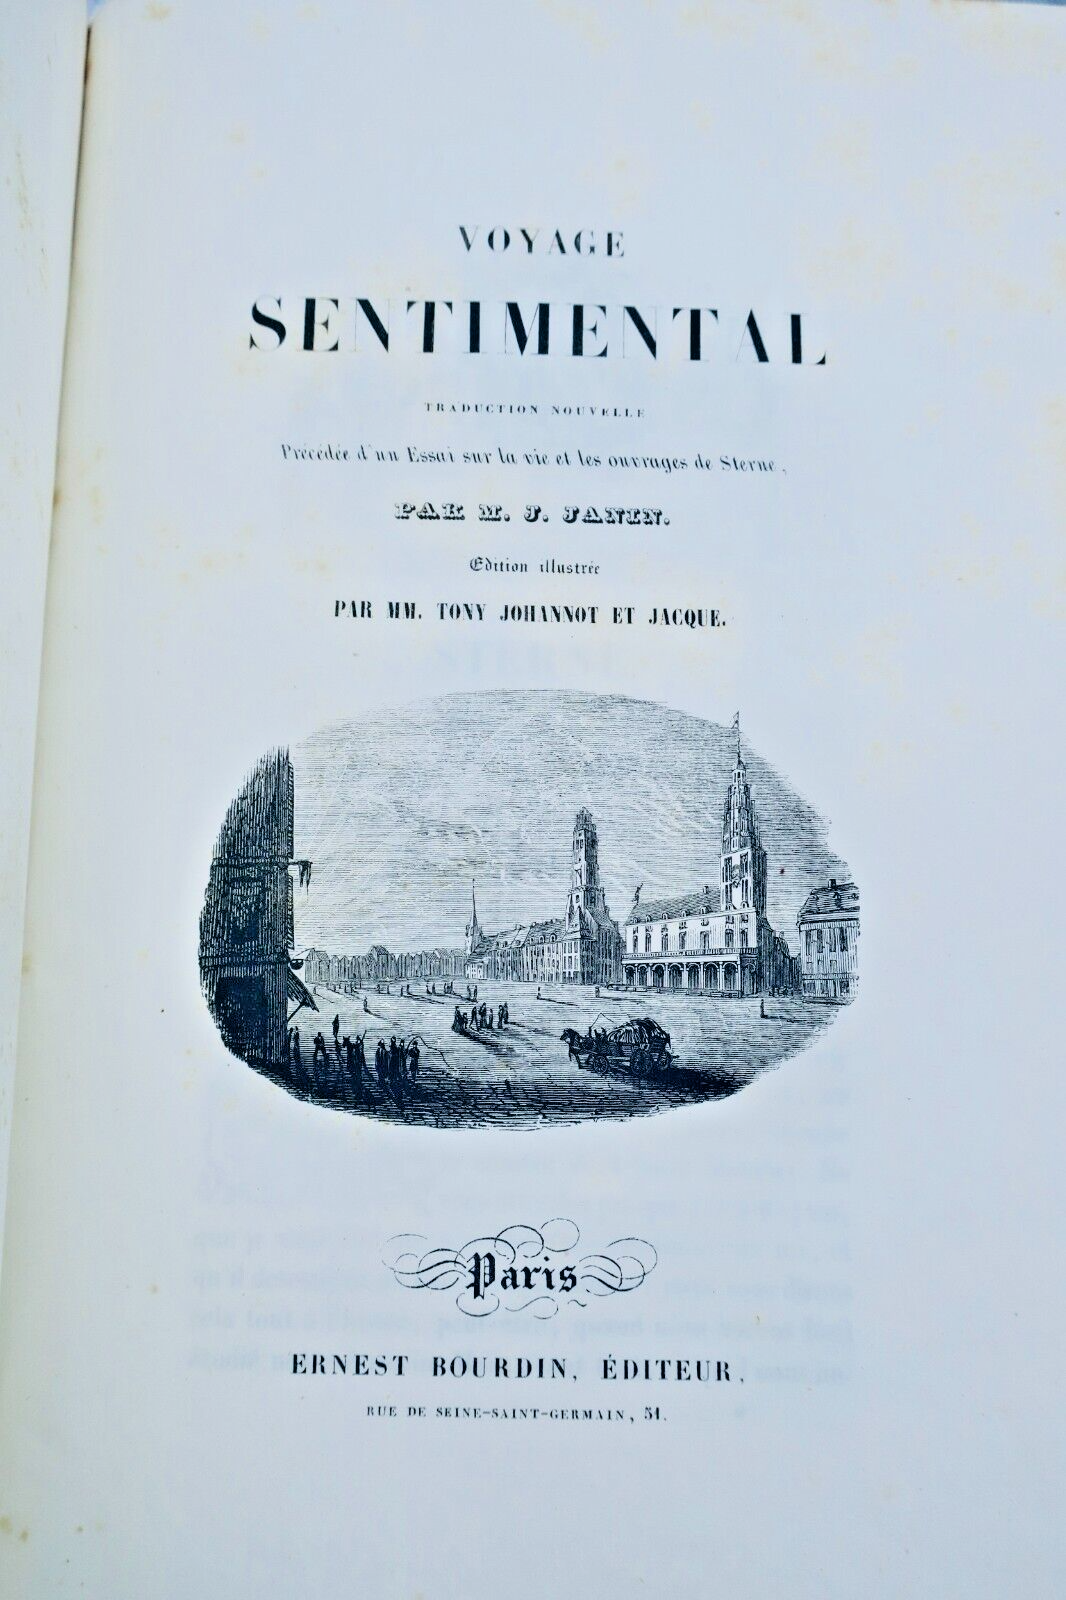 VOYAGE
SENTIMENTAL
TRADUCTION NOUVELLE
Précédée d'un Essai sur la vie et les ouvrages de Sterne,
PAR M. J. JANIN.
Edition illustrée
PAR MM. TONY JOHANNOT ET JACQUE.
Paris
ERNEST BOURDIN, ÉDITEUR,
RUE DE SEINE-SAINT-GERMAIN, 51.